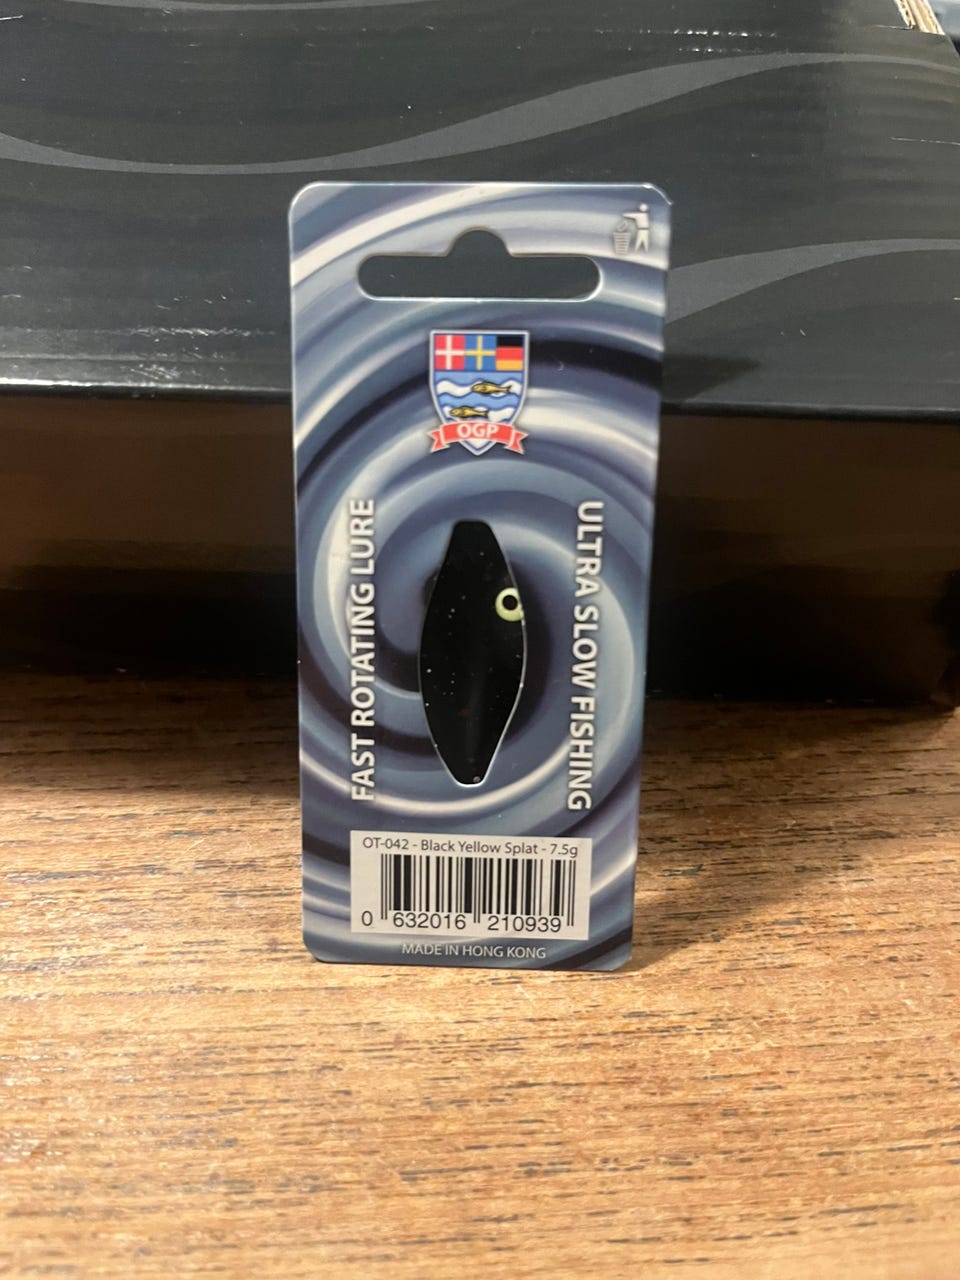 OGP
FAST ROTATING LURE
ULTRA SLOW FISHING
OT-042 - Black Yellow Splat - 7.5g
0 632016 210939
MADE IN HONG KONG